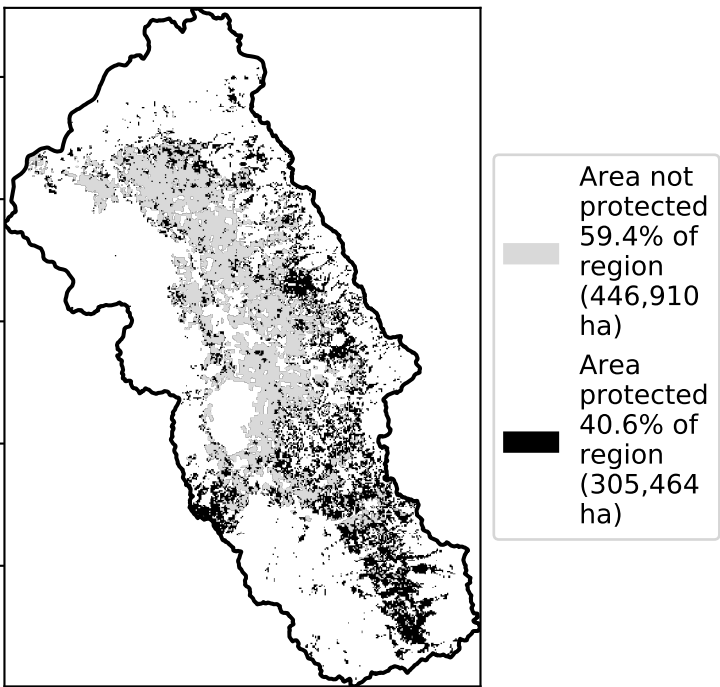 Area not
protected
59.4% of
region
(446,910
ha)
Area
protected
40.6% of
region
(305,464
ha)